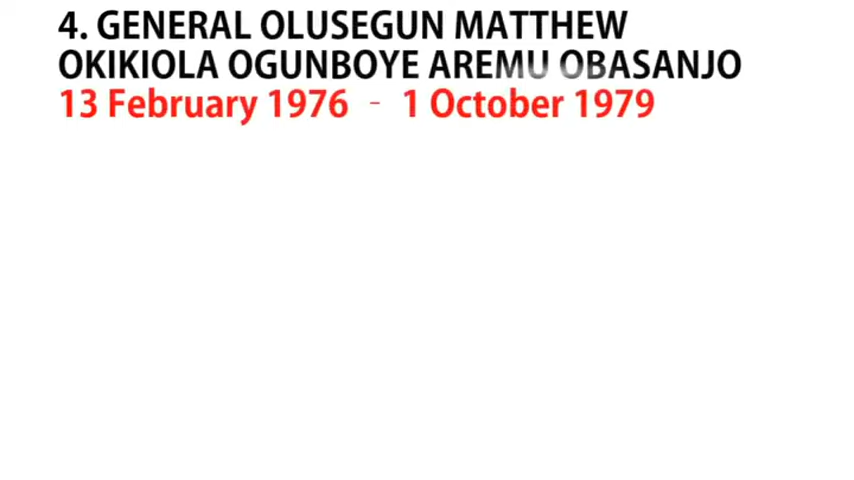 4. GENERAL OLUSEGUN MATTHEW
OKIKIOLA OGUNBOYE AREMU OBASANJO
13 February 1976 - 1 October 1979